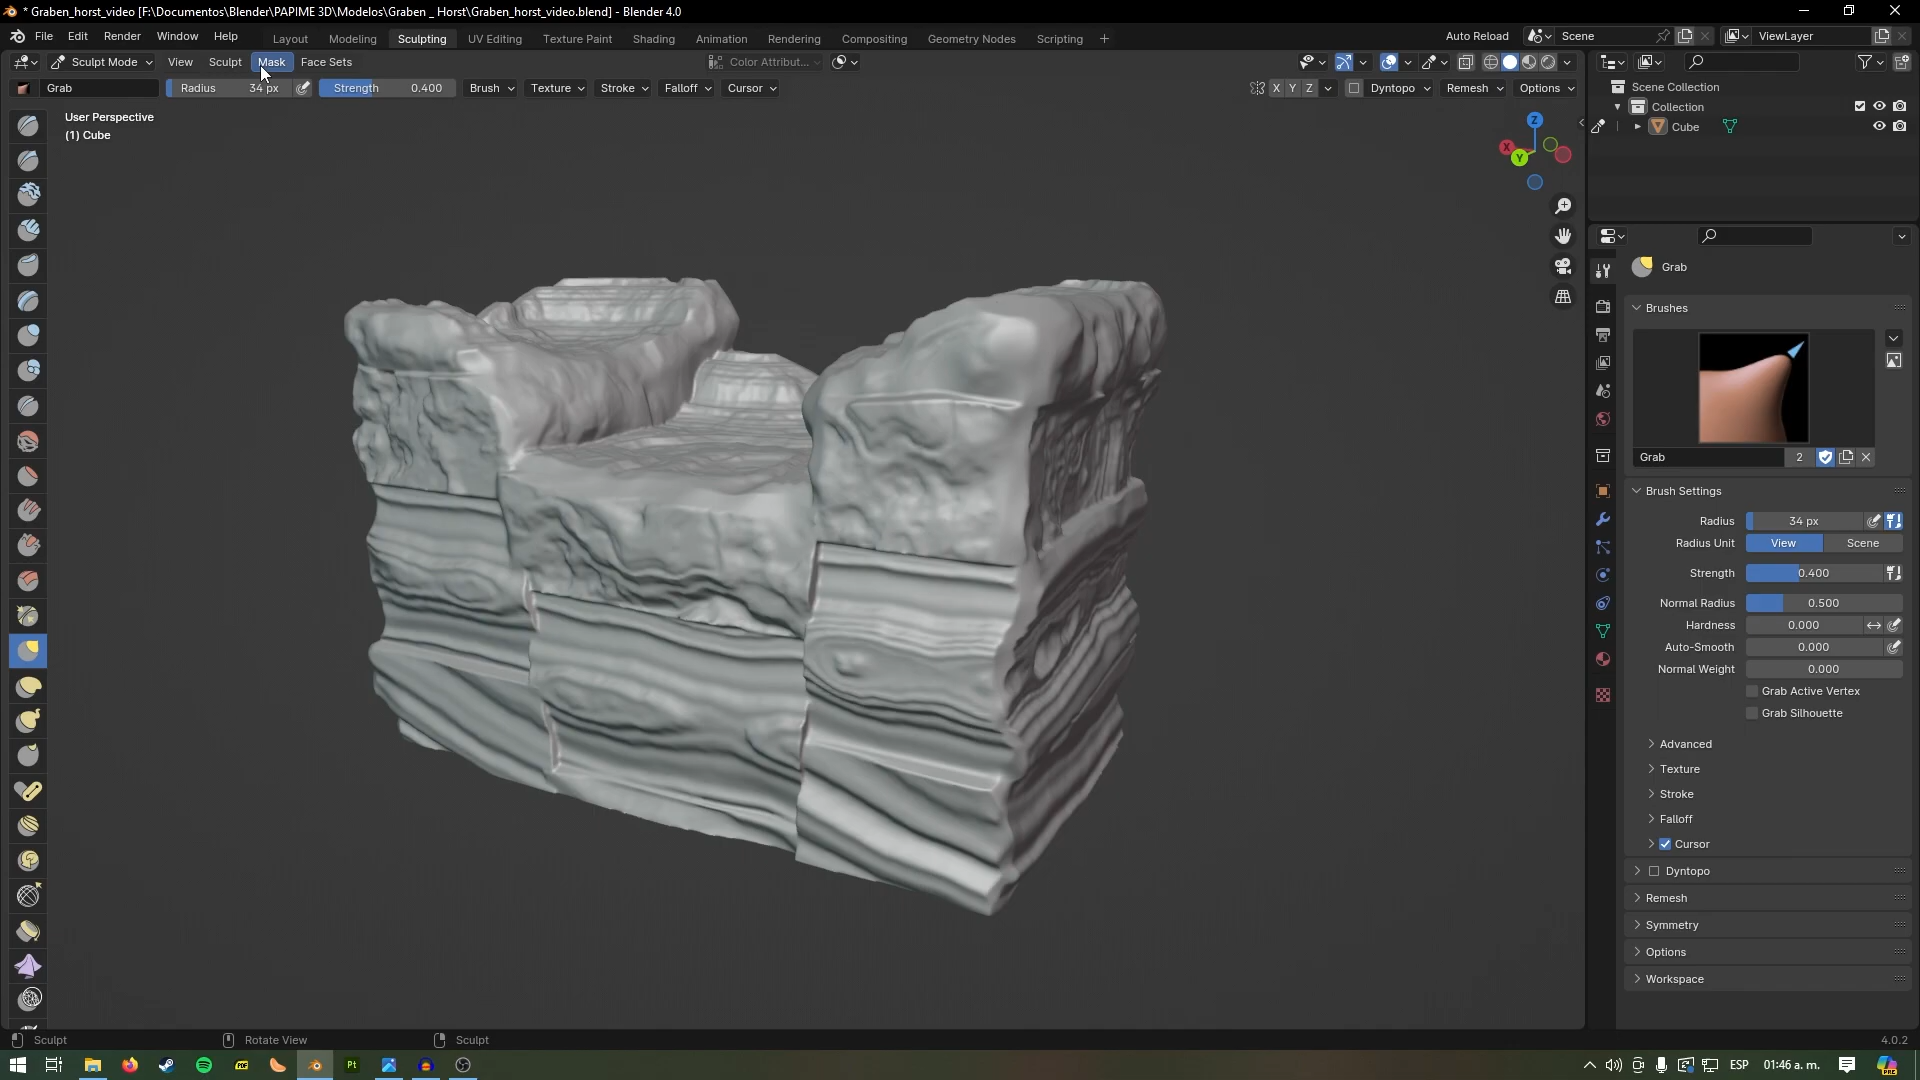 * Graben_horst_video [F:\Documentos\Blender\PAPIME 3D\Modelos\Graben _ Horst\Graben_horst_video.blend] - Blender 4.0
File Edit Render Window Help Layout Modeling Sculpting UV Editing Texture Paint Shading Animation Rendering Compositing Geometry Nodes Scripting + Auto Reload Scene ViewLayer
Sculpt Mode View Sculpt Mask Face Sets Color Attribut...
Grab Radius 34 px Strength 0.400 Brush Texture Stroke Falloff Cursor X Y Z Dyntopo Remesh Options
User Perspective
(1) Cube
Z
X
Y
Scene Collection
Collection
Cube
Grab
Brushes
Grab 2
Brush Settings
Radius 34 px
Radius Unit View Scene
Strength 0.400
Normal Radius 0.500
Hardness 0.000
Auto-Smooth 0.000
Normal Weight 0.000
Grab Active Vertex
Grab Silhouette
Advanced
Texture
Stroke
Falloff
Cursor
Dyntopo
Remesh
Symmetry
Options
Workspace
Sculpt Rotate View Sculpt 4.0.2
Pt ESP 01:46 a. m.